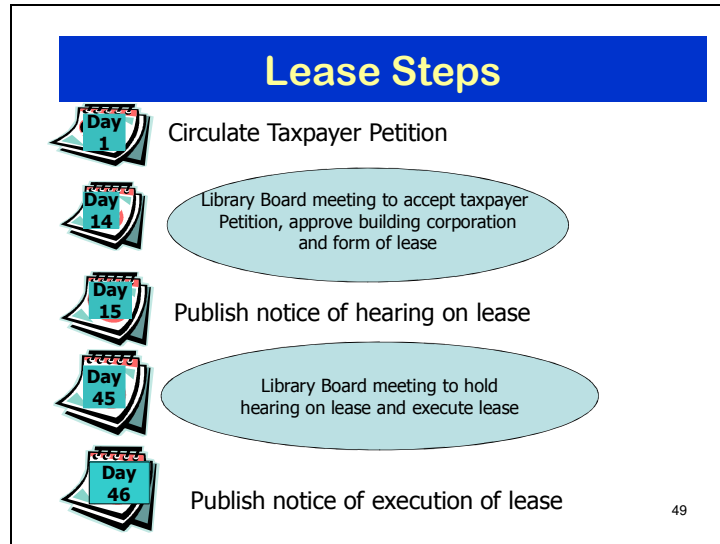 Lease Steps
Day
1
Circulate Taxpayer Petition
Day
14
Library Board meeting to accept taxpayer
Petition, approve building corporation
and form of lease
Day
15
Publish notice of hearing on lease
Day
45
Library Board meeting to hold
hearing on lease and execute lease
Day
46
Publish notice of execution of lease
49